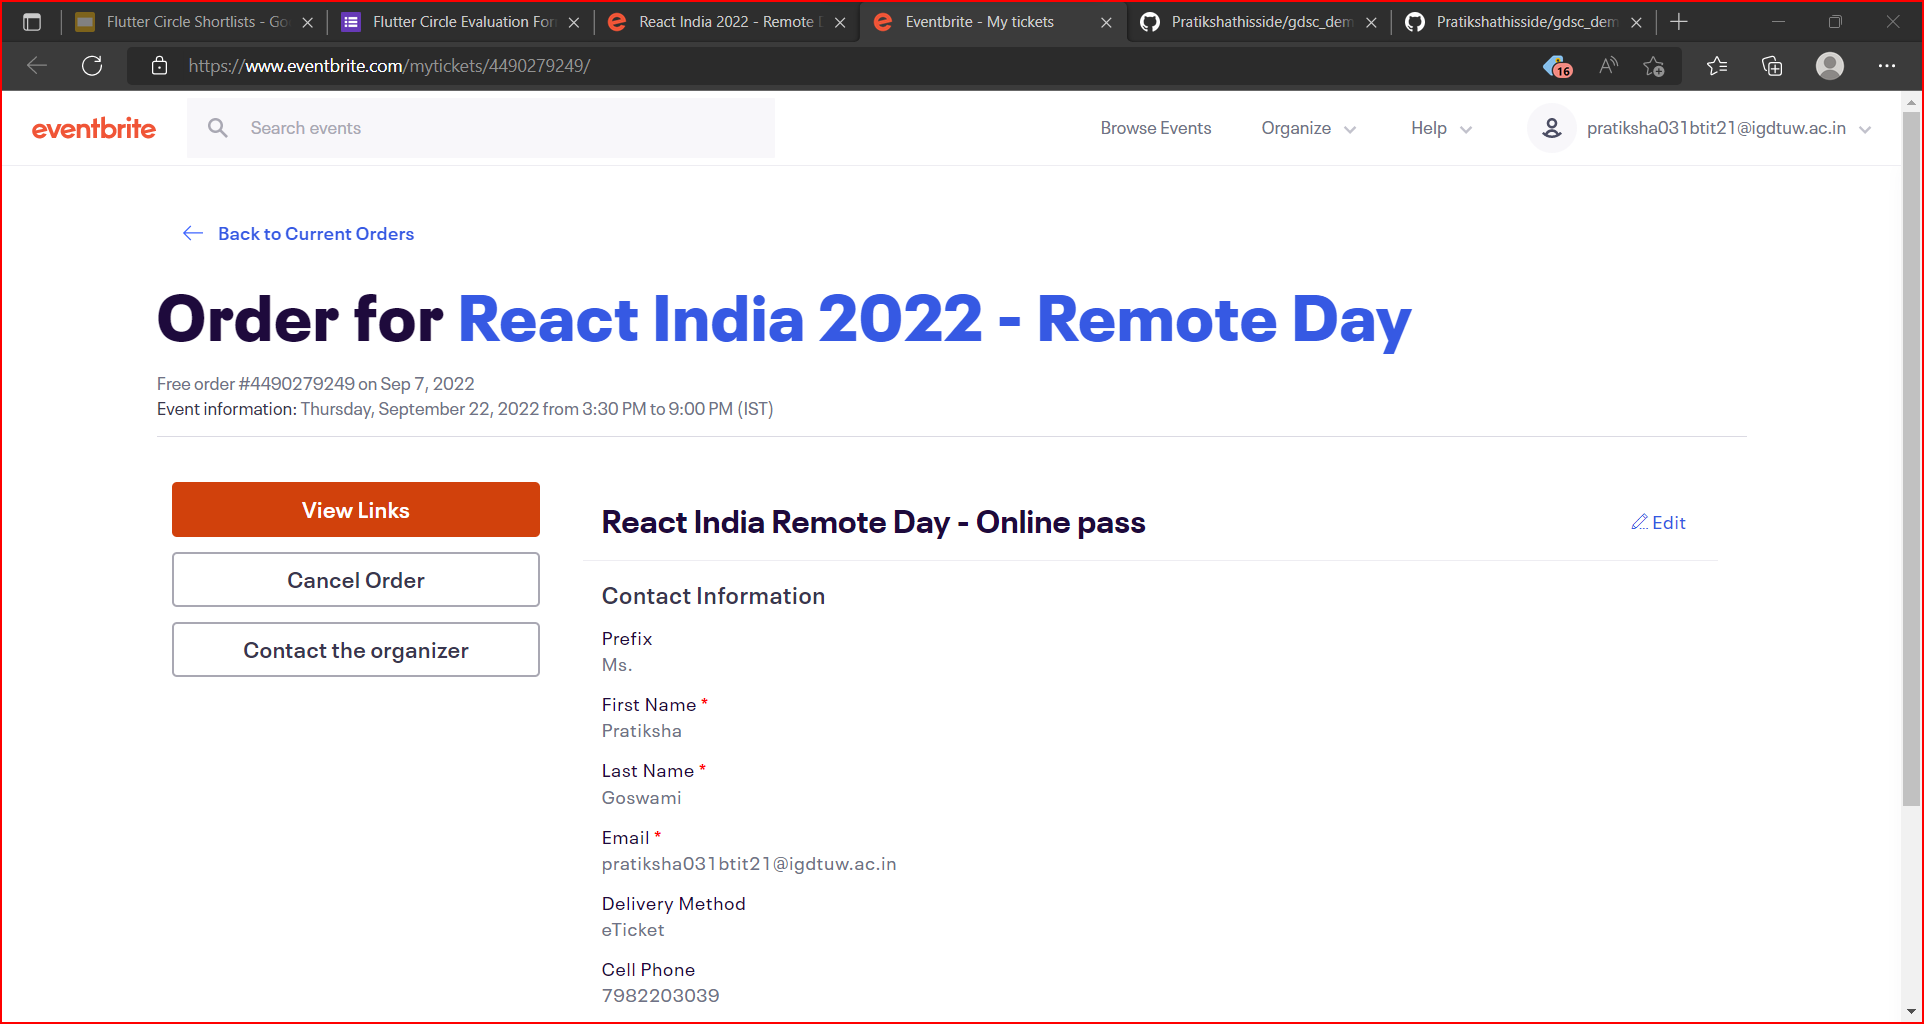 Flutter Circle Shortlists - Go
Flutter Circle Evaluation For
React India 2022 - Remote D
Eventbrite - My tickets
Pratikshathisside/gdsc_dem
Pratikshathisside/gdsc_dem
https://www.eventbrite.com/mytickets/4490279249/
16
eventbrite
Search events
Browse Events
Organize
Help
pratiksha031btit21@igdtuw.ac.in
Back to Current Orders
Order for React India 2022 - Remote Day
Free order #4490279249 on Sep 7, 2022
Event information: Thursday, September 22, 2022 from 3:30 PM to 9:00 PM (IST)
View Links
Cancel Order
Contact the organizer
React India Remote Day - Online pass
Edit
Contact Information
Prefix
Ms.
First Name *
Pratiksha
Last Name *
Goswami
Email *
pratiksha031btit21@igdtuw.ac.in
Delivery Method
eTicket
Cell Phone
7982203039